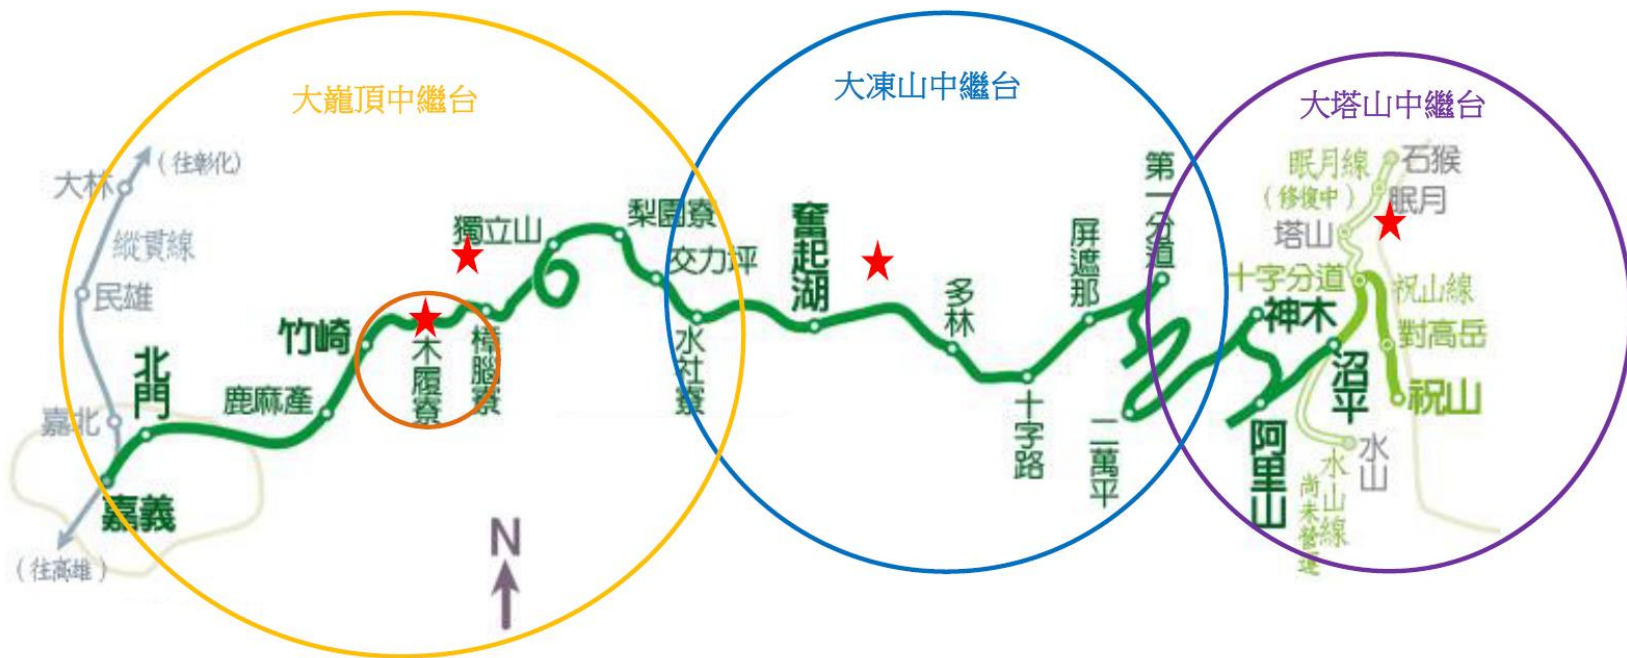 大巃頂中繼台
大凍山中繼台
大塔山中繼台
(往彰化)
大林
縱貫線
民雄
嘉北
嘉義
(往高雄)
北門
鹿麻產
竹崎
木履寮
樟腦寮
獨立山
梨園寮
交力坪
水社寮
奮起湖
多林
十字路
屏遮那
第一分道
二萬平
神木
阿里山
沼平
十字分道
塔山
眠月線
(修復中)
眠月
石猴
祝山線
對高岳
祝山
水山
水山線
尚未營運
N